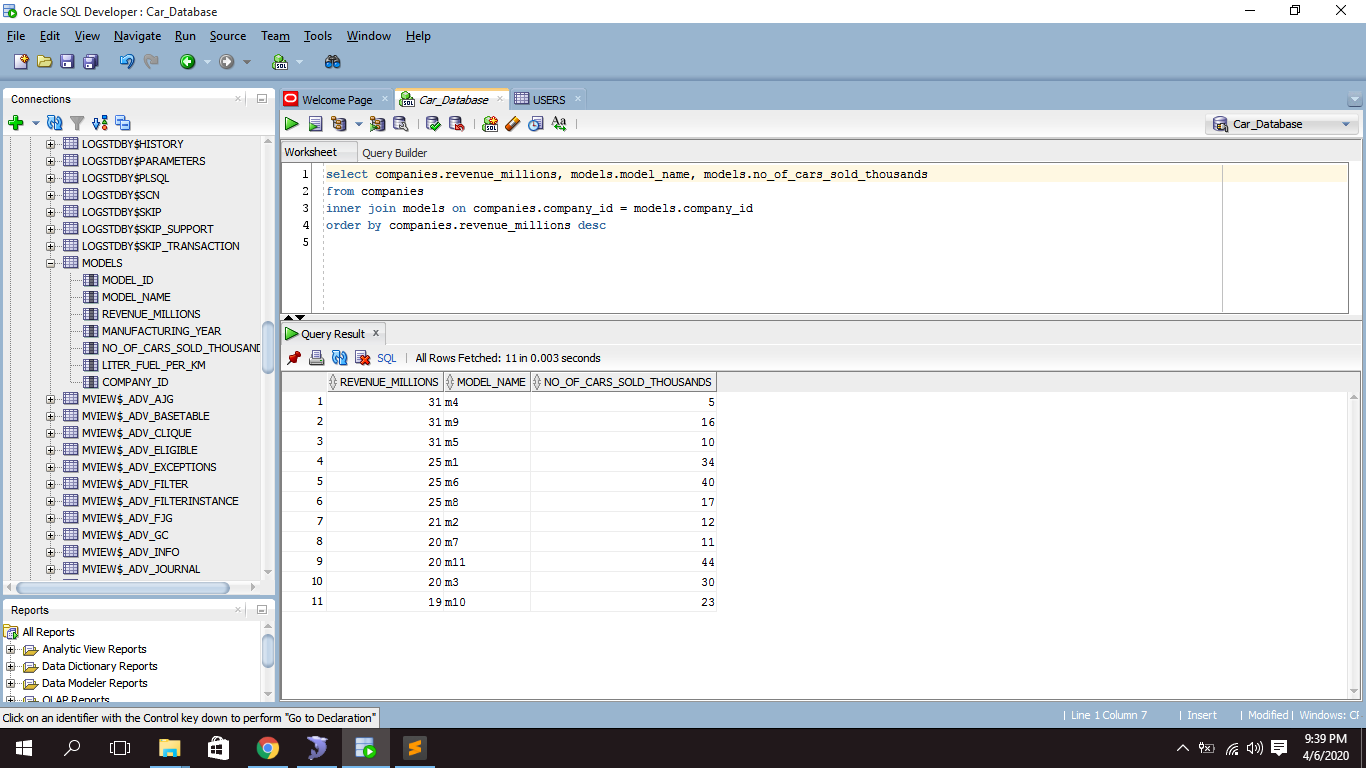 Oracle SQL Developer : Car_Database
File Edit View Navigate Run Source Team Tools Window Help
Connections
LOGSTDBY$HISTORY
LOGSTDBY$PARAMETERS
LOGSTDBY$PLSQL
LOGSTDBY$SCN
LOGSTDBY$SKIP
LOGSTDBY$SKIP_SUPPORT
LOGSTDBY$SKIP_TRANSACTION
MODELS
MODEL_ID
MODEL_NAME
REVENUE_MILLIONS
MANUFACTURING_YEAR
NO_OF_CARS_SOLD_THOUSAND
LITER_FUEL_PER_KM
COMPANY_ID
MVIEW$_ADV_AJG
MVIEW$_ADV_BASETABLE
MVIEW$_ADV_CLIQUE
MVIEW$_ADV_ELIGIBLE
MVIEW$_ADV_EXCEPTIONS
MVIEW$_ADV_FILTER
MVIEW$_ADV_FILTERINSTANCE
MVIEW$_ADV_FJG
MVIEW$_ADV_GC
MVIEW$_ADV_INFO
MVIEW$_ADV_JOURNAL
Reports
All Reports
Analytic View Reports
Data Dictionary Reports
Data Modeler Reports
OLAP Reports
Welcome Page Car_Database USERS
Car_Database
Worksheet Query Builder
1 select companies.revenue_millions, models.model_name, models.no_of_cars_sold_thousands
2 from companies
3 inner join models on companies.company_id = models.company_id
4 order by companies.revenue_millions desc
5
Query Result x
SQL | All Rows Fetched: 11 in 0.003 seconds
REVENUE_MILLIONS MODEL_NAME NO_OF_CARS_SOLD_THOUSANDS
1 31 m4 5
2 31 m9 16
3 31 m5 10
4 25 m1 34
5 25 m6 40
6 25 m8 17
7 21 m2 12
8 20 m7 11
9 20 m11 44
10 20 m3 30
11 19 m10 23
Click on an identifier with the Control key down to perform "Go to Declaration"
| Line 1 Column 7 | Insert | Modified | Windows: CF
9:39 PM
4/6/2020